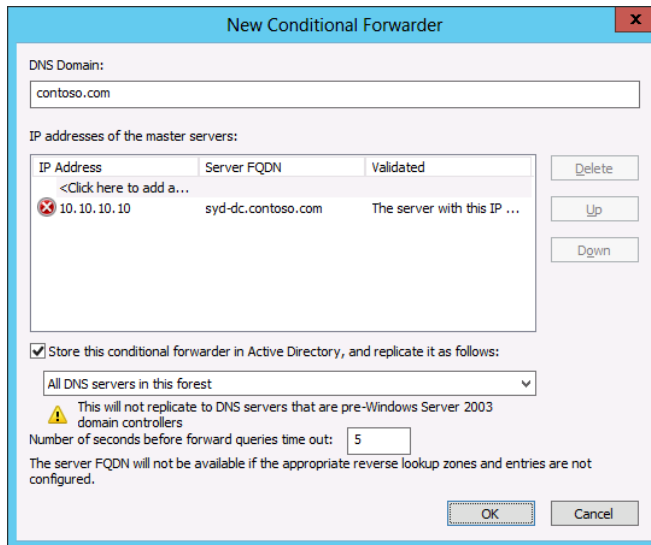 New Conditional Forwarder
x
DNS Domain:
contoso.com
IP addresses of the master servers:
IP Address Server FQDN Validated
<Click here to add a...
10.10.10.10 syd-dc.contoso.com The server with this IP ...
Delete
Up
Down
Store this conditional forwarder in Active Directory, and replicate it as follows:
All DNS servers in this forest
This will not replicate to DNS servers that are pre-Windows Server 2003
domain controllers
Number of seconds before forward queries time out: 5
The server FQDN will not be available if the appropriate reverse lookup zones and entries are not
configured.
OK Cancel